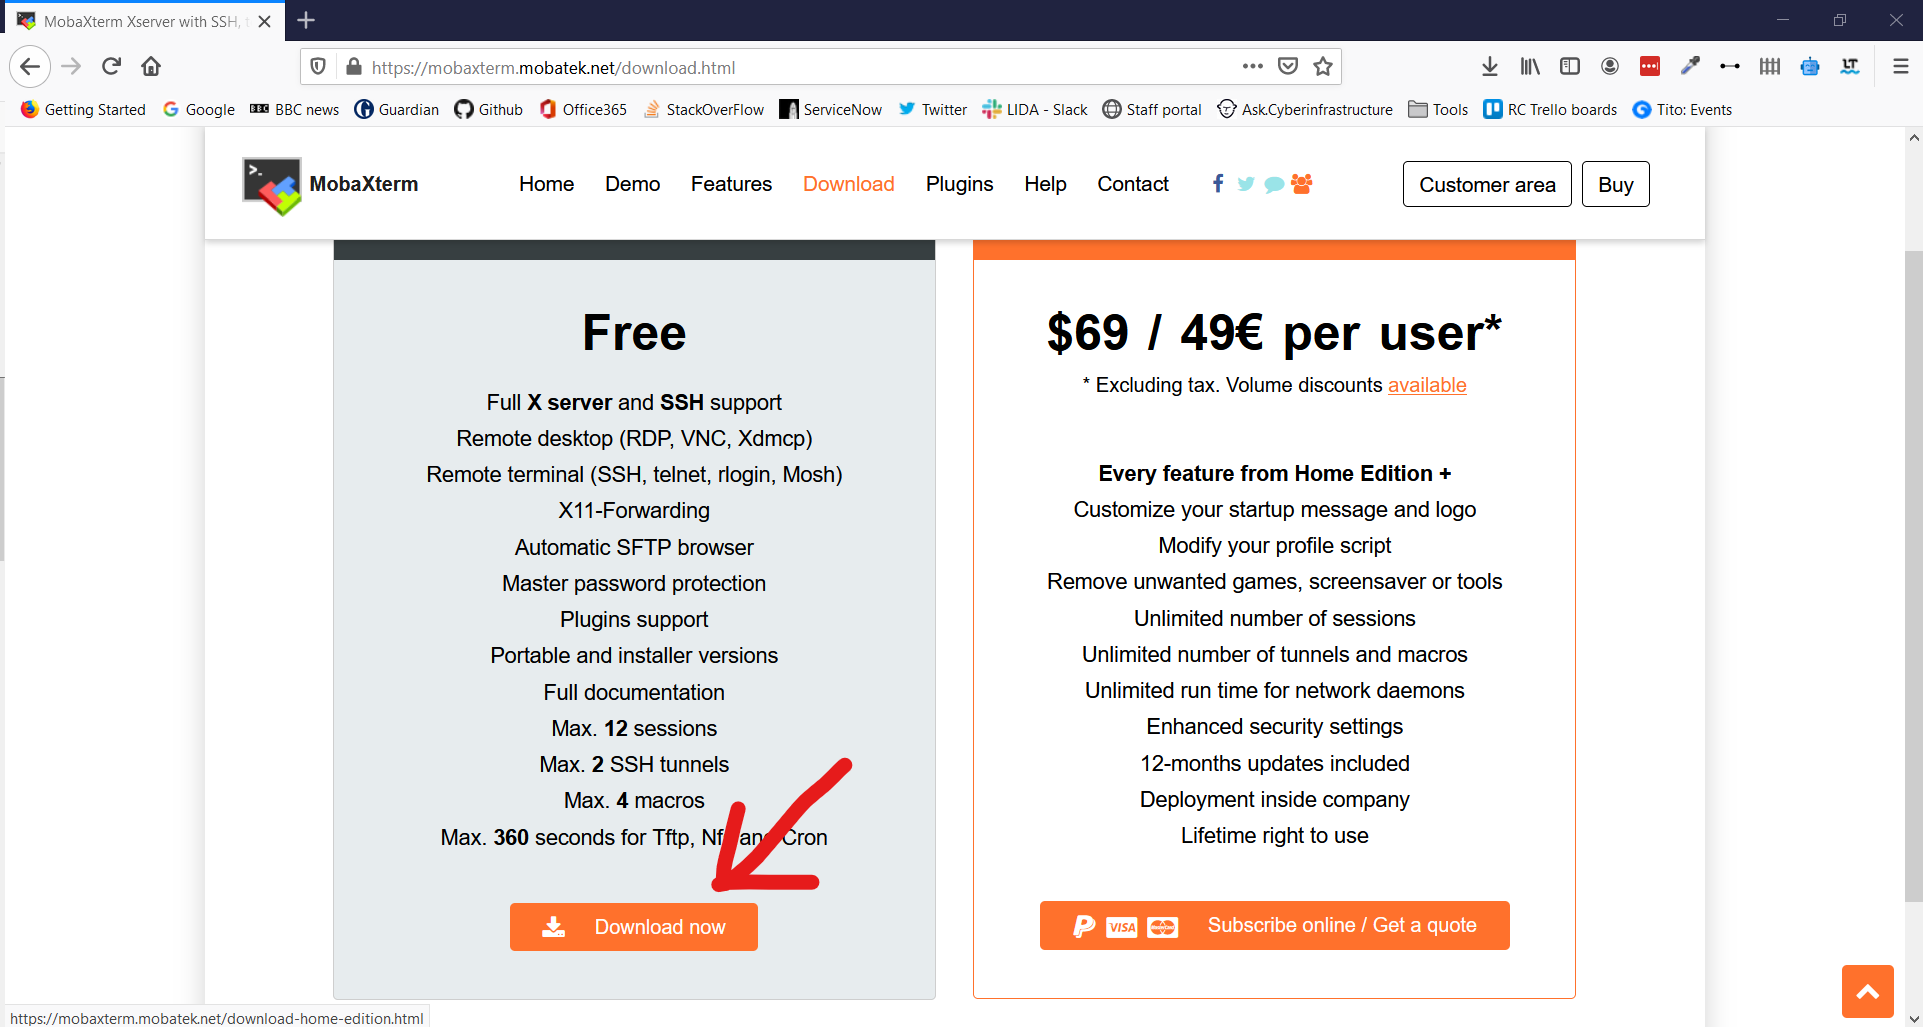 MobaXterm Xserver with SSH, t
https://mobaxterm.mobatek.net/download.html
Getting Started Google BBC news Guardian Github Office365 StackOverFlow ServiceNow Twitter LIDA - Slack Staff portal Ask.Cyberinfrastructure Tools RC Trello boards Tito: Events
MobaXterm Home Demo Features Download Plugins Help Contact Customer area Buy
Free
Full X server and SSH support
Remote desktop (RDP, VNC, Xdmcp)
Remote terminal (SSH, telnet, rlogin, Mosh)
X11-Forwarding
Automatic SFTP browser
Master password protection
Plugins support
Portable and installer versions
Full documentation
Max. 12 sessions
Max. 2 SSH tunnels
Max. 4 macros
Max. 360 seconds for Tftp, and Cron
Download now
$69 / 49€ per user*
* Excluding tax. Volume discounts available
Every feature from Home Edition +
Customize your startup message and logo
Modify your profile script
Remove unwanted games, screensaver or tools
Unlimited number of sessions
Unlimited number of tunnels and macros
Unlimited run time for network daemons
Enhanced security settings
12-months updates included
Deployment inside company
Lifetime right to use
VISA Subscribe online / Get a quote
https://mobaxterm.mobatek.net/download-home-edition.html